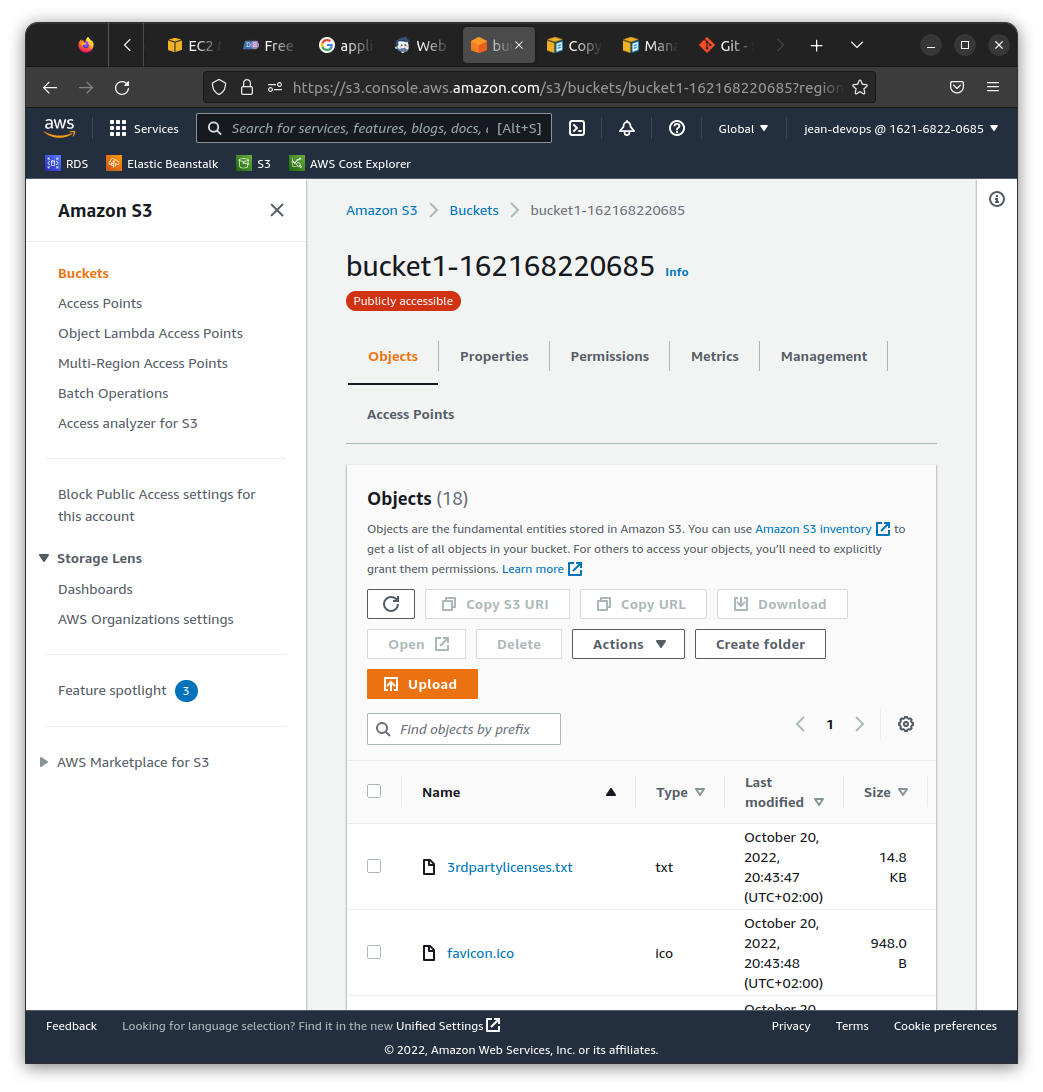 EC2
Free
appli
Web
bu
Copy
Mana
Git -
https://s3.console.aws.amazon.com/s3/buckets/bucket1-162168220685?region
aws
Services
Search for services, features, blogs, docs, [Alt+S]
Global
jean-devops @ 1621-6822-0685
RDS
Elastic Beanstalk
S3
AWS Cost Explorer
Amazon S3
Buckets
Access Points
Object Lambda Access Points
Multi-Region Access Points
Batch Operations
Access analyzer for S3
Block Public Access settings for
this account
Storage Lens
Dashboards
AWS Organizations settings
Feature spotlight 3
AWS Marketplace for S3
Amazon S3 > Buckets > bucket1-162168220685
bucket1-162168220685 Info
Publicly accessible
Objects
Properties
Permissions
Metrics
Management
Access Points
Objects (18)
Objects are the fundamental entities stored in Amazon S3. You can use Amazon S3 inventory to
get a list of all objects in your bucket. For others to access your objects, you'll need to explicitly
grant them permissions. Learn more
Copy S3 URI
Copy URL
Download
Open
Delete
Actions
Create folder
Upload
Find objects by prefix
1
Name
Type
Last
modified
Size
3rdpartylicenses.txt
txt
October 20,
2022,
20:43:47
(UTC+02:00)
14.8
KB
favicon.ico
ico
October 20,
2022,
20:43:48
(UTC+02:00)
948.0
B
October 20,
Feedback
Looking for language selection? Find it in the new Unified Settings
Privacy
Terms
Cookie preferences
© 2022, Amazon Web Services, Inc. or its affiliates.